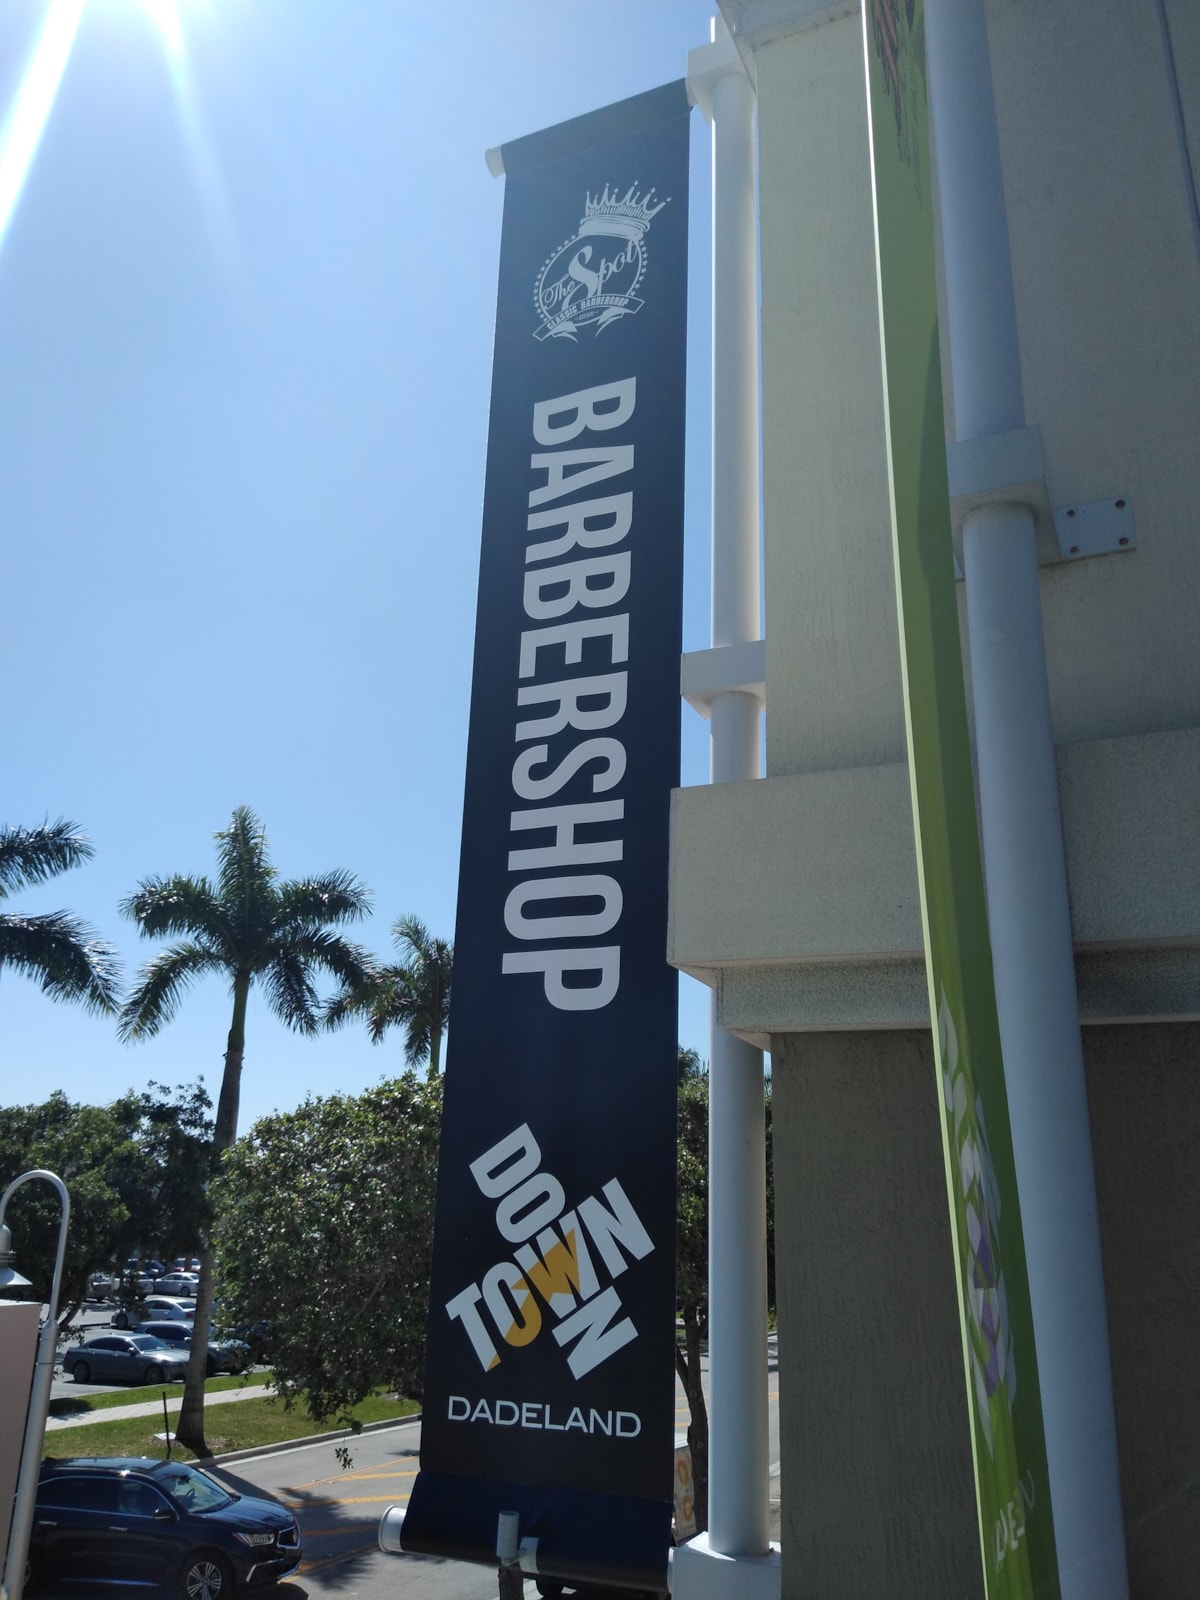 The Spot
CLASSIC BARBERSHOP
BARBERSHOP
DOWN
TOWN
DADELAND